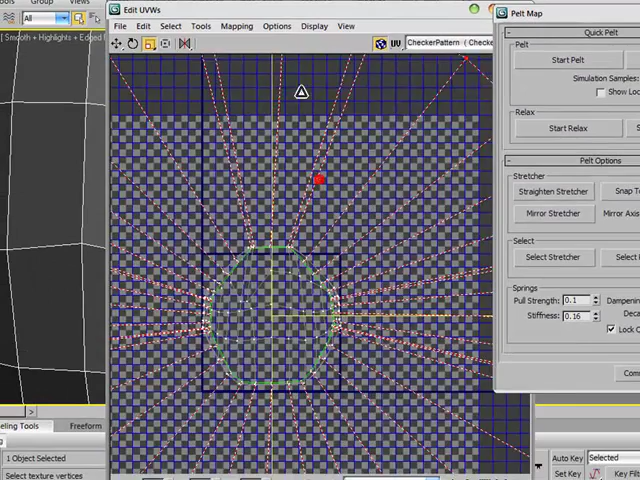 Group Views
Edit UVWs
Pelt Map
All
File Edit Select Tools Mapping Options Display View
Quick Pelt
[ Smooth + Highlights + Edged
UV CheckerPattern ( Checke
Pelt
Start Pelt
Simulation Samples:
Show Loc
Relax
Start Relax
Pelt Options
Stretcher
Straighten Stretcher Snap T
Mirror Stretcher Mirror Axis
Select
Select Stretcher Select
Springs
Pull Strength: 0.1 Dampenin
Stiffness: 0.16 Deca
Lock O
Com
eling Tools Freeform
1 Object Selected
Select texture vertices
Auto Key Selected
Set Key Key Filt